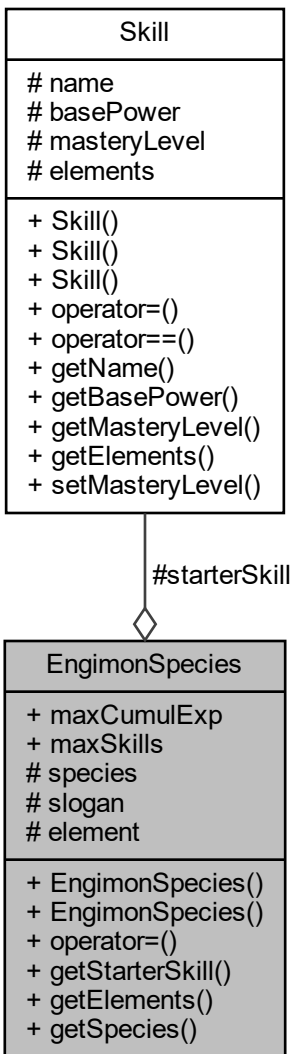 Skill
# name
# basePower
# masteryLevel
# elements
+ Skill()
+ Skill()
+ Skill()
+ operator=()
+ operator==()
+ getName()
+ getBasePower()
+ getMasteryLevel()
+ getElements()
+ setMasteryLevel()
#starterSkill
EngimonSpecies
+ maxCumulExp
+ maxSkills
# species
# slogan
# element
+ EngimonSpecies()
+ EngimonSpecies()
+ operator=()
+ getStarterSkill()
+ getElements()
+ getSpecies()